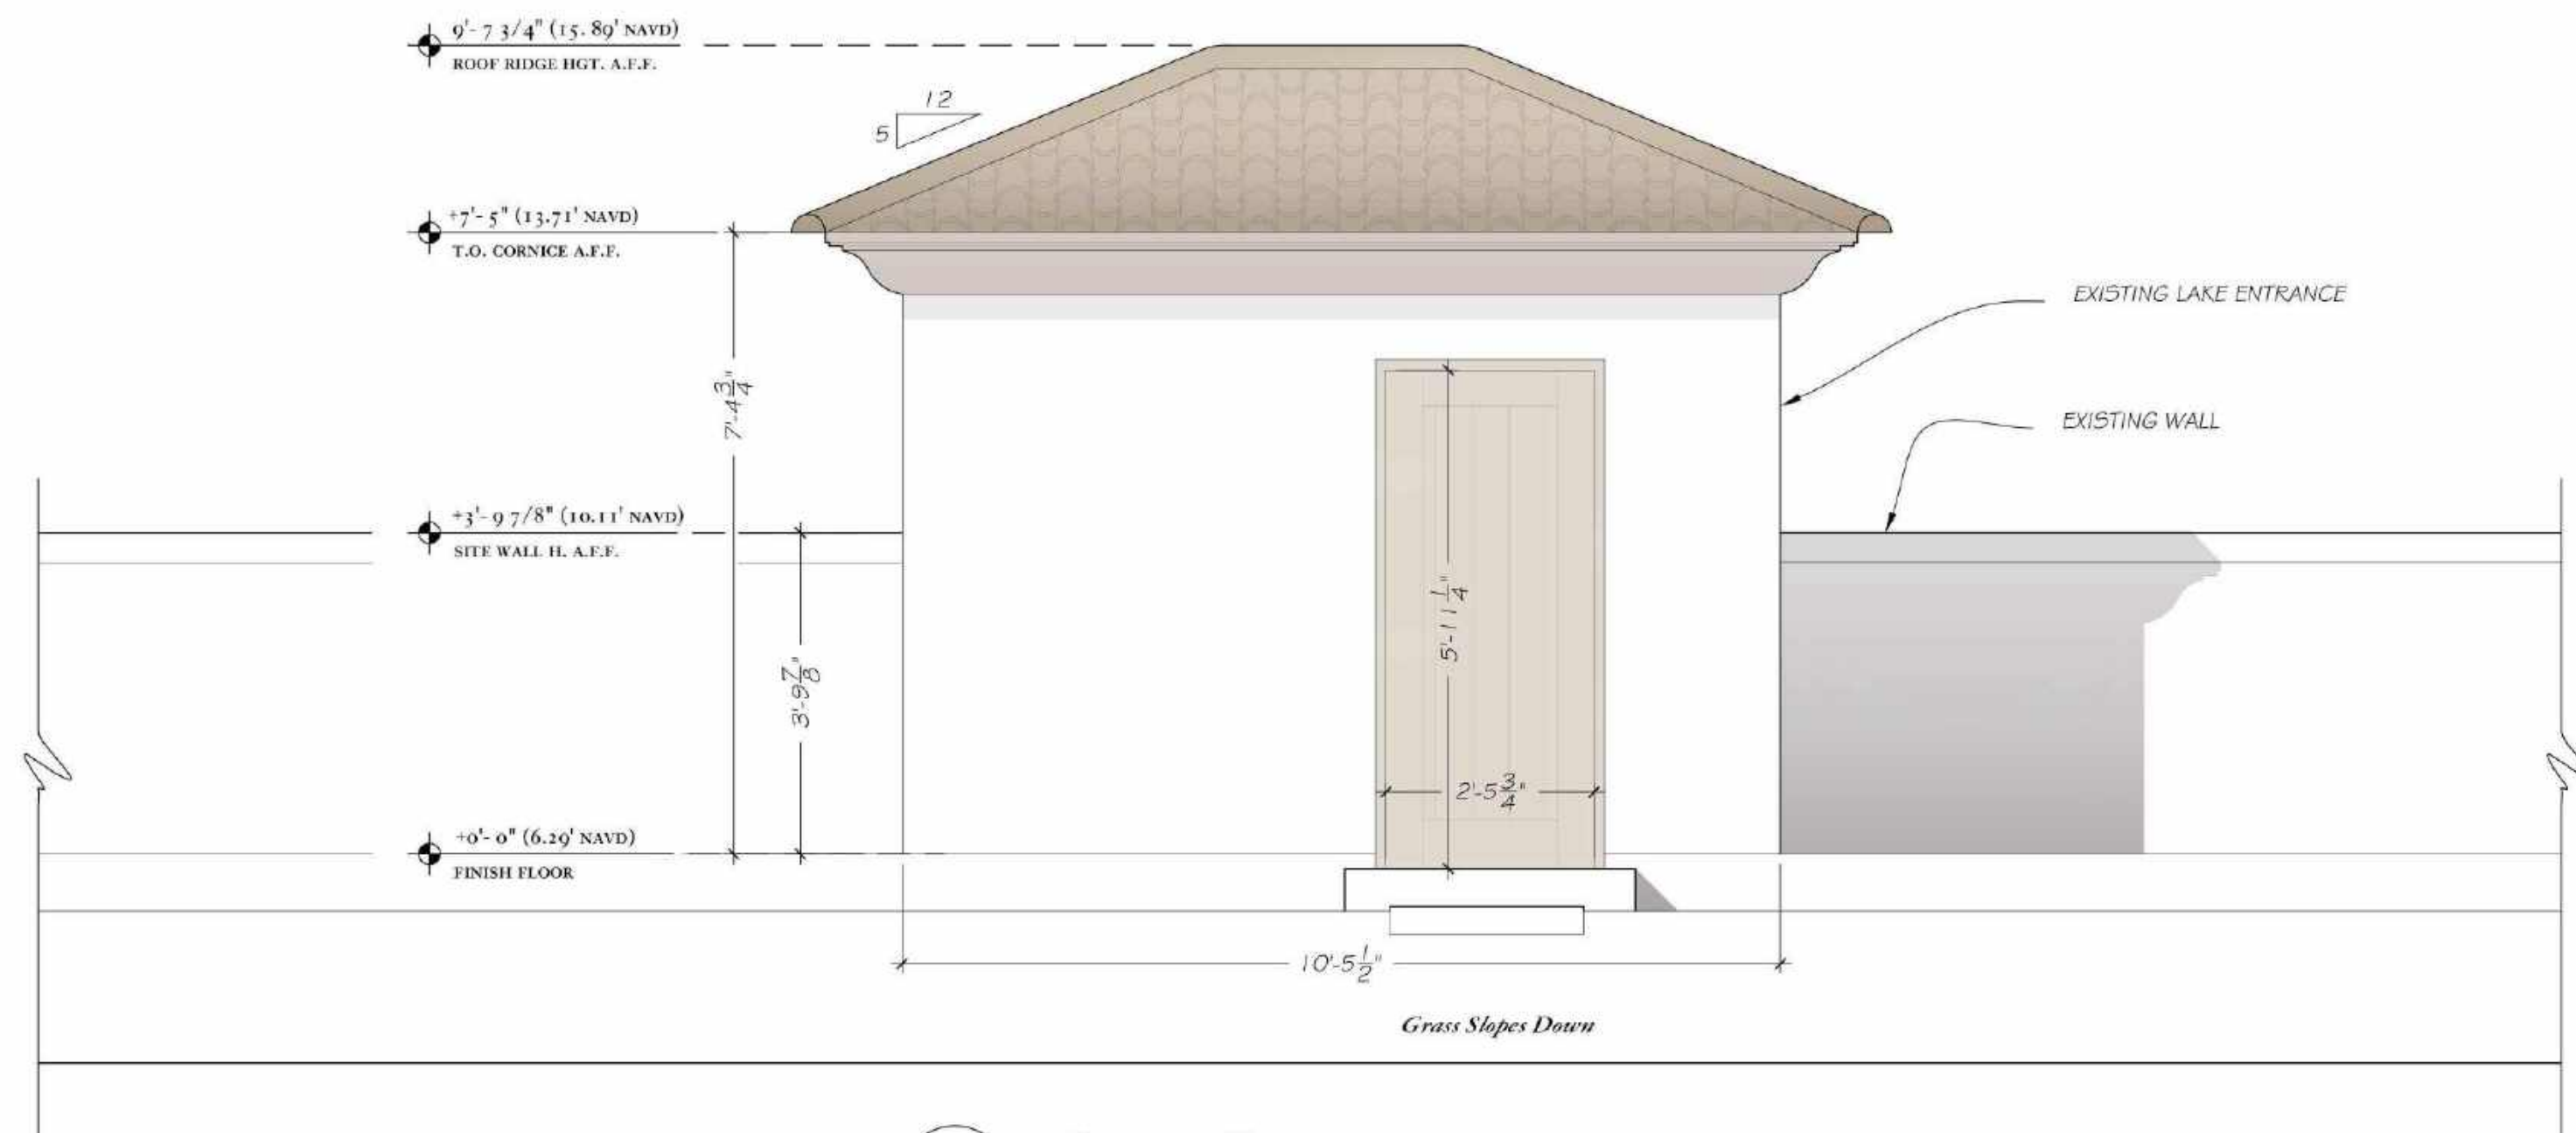 9'- 7 3/4" (15. 89' NAVD)
ROOF RIDGE HGT. A.F.F.
12
5
+7'- 5" (13.71' NAVD)
T.O. CORNICE A.F.F.
EXISTING LAKE ENTRANCE
7'-4 3/4"
EXISTING WALL
+3'- 9 7/8" (10.11' NAVD)
SITE WALL H. A.F.F.
5'-11 1/4"
3'-9 7/8"
2'-5 3/4"
+0'- 0" (6.29' NAVD)
FINISH FLOOR
10'-5 1/2"
Grass Slopes Down